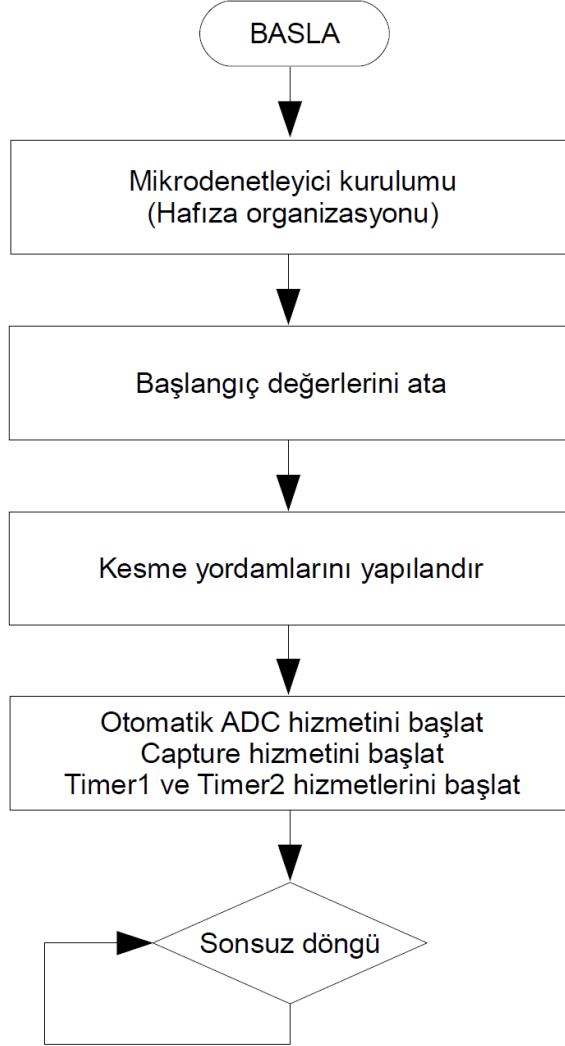 BASLA
Mikrodenetleyici kurulumu
(Hafıza organizasyonu)
Başlangıç değerlerini ata
Kesme yordamlarını yapılandır
Otomatik ADC hizmetini başlat
Capture hizmetini başlat
Timer1 ve Timer2 hizmetlerini başlat
Sonsuz döngü